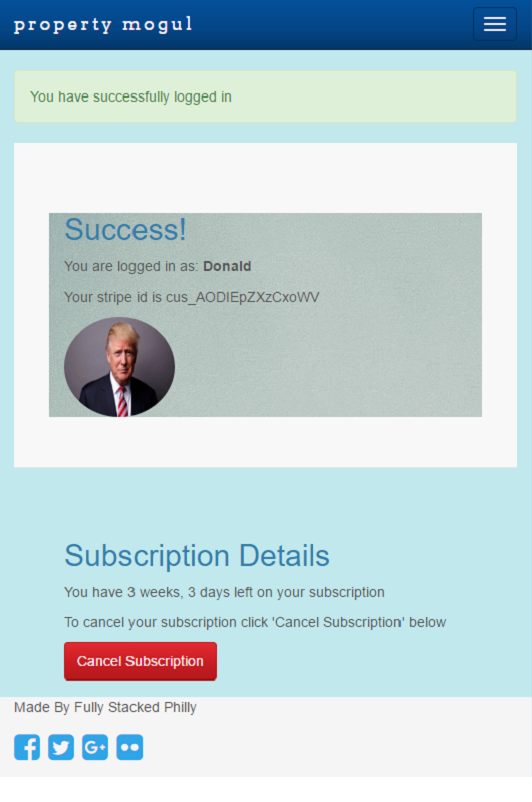 property mogul
You have successfully logged in
Success!
You are logged in as: Donald
Your stripe id is cus_AODIEpZXzCxoWV
Subscription Details
You have 3 weeks, 3 days left on your subscription
To cancel your subscription click 'Cancel Subscription' below
Cancel Subscription
Made By Fully Stacked Philly